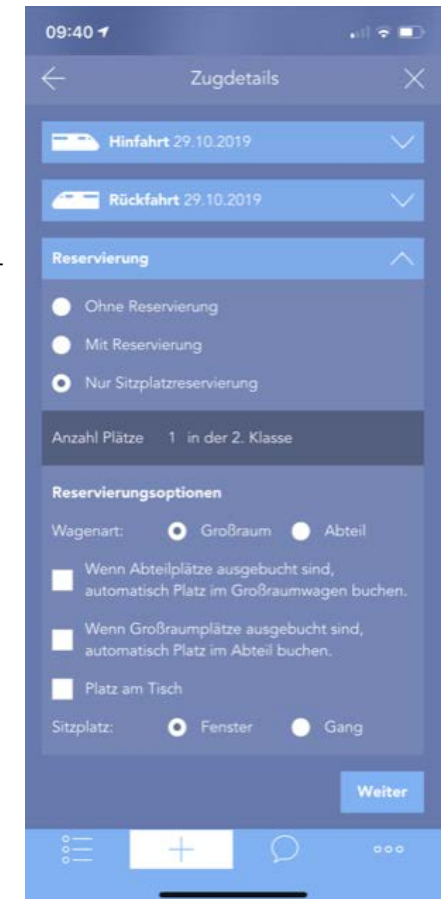 09:40
Zugdetails
Hinfahrt 29.10.2019
Rückfahrt 29.10.2019
Reservierung
Ohne Reservierung
Mit Reservierung
Nur Sitzplatzreservierung
Anzahl Plätze 1 in der 2. Klasse
Reservierungsoptionen
Wagenart: Großraum Abteil
Wenn Abteilplätze ausgebucht sind,
automatisch Platz im Großraumwagen buchen.
Wenn Großraumplätze ausgebucht sind,
automatisch Platz im Abteil buchen.
Platz am Tisch
Sitzplatz: Fenster Gang
Weiter